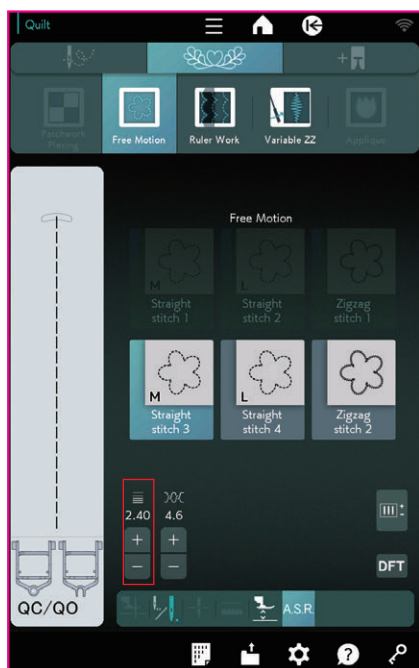 Quilt
Patchwork
Piecing
Free Motion
Ruler Work
Variable ZZ
Applique
Free Motion
M
Straight
stitch 1
L
Straight
stitch 2
Zigzag
stitch 1
M
Straight
stitch 3
L
Straight
stitch 4
Zigzag
stitch 2
2.40
4.6
+
+
−
−
DFT
QC/QO
A.S.R.
?